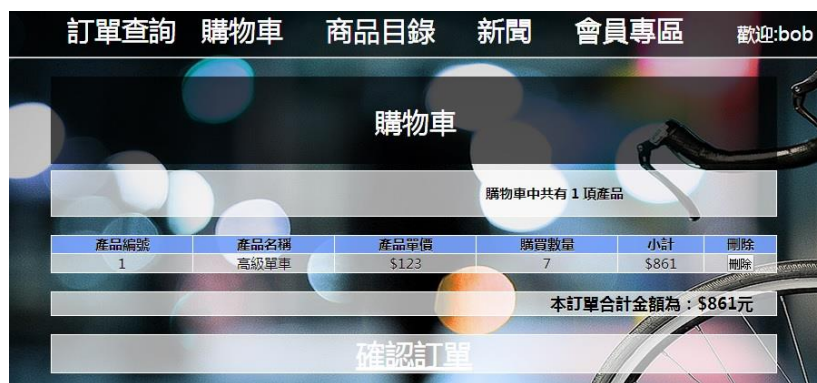 訂單查詢 購物車 商品目錄 新聞 會員專區 歡迎:bob
購物車
購物車中共有 1 項產品
產品編號 產品名稱 產品單價 購買數量 小計 刪除
1 高級單車 $123 7 $861 刪除
本訂單合計金額為：$861元
確認訂單